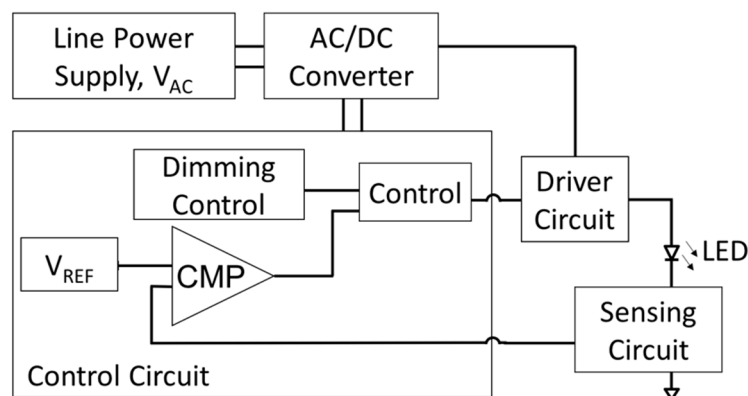 Line Power
Supply, VAC
AC/DC
Converter
Dimming
Control
Control
Driver
Circuit
VREF
CMP
LED
Sensing
Circuit
Control Circuit